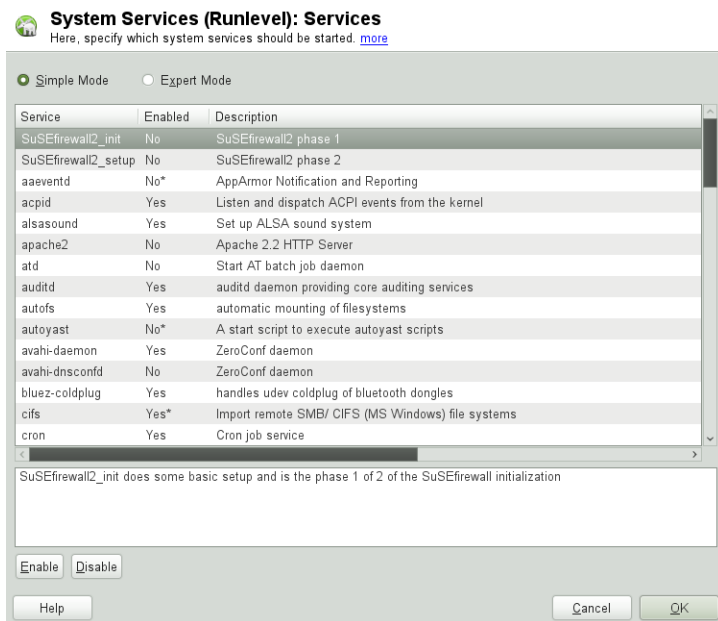 System Services (Runlevel): Services
Here, specify which system services should be started. more
Simple Mode Expert Mode
Service Enabled Description
SuSEfirewall2_init No SuSEfirewall2 phase 1
SuSEfirewall2_setup No SuSEfirewall2 phase 2
aaeventd No* AppArmor Notification and Reporting
acpid Yes Listen and dispatch ACPI events from the kernel
alsasound Yes Set up ALSA sound system
apache2 No Apache 2.2 HTTP Server
atd No Start AT batch job daemon
auditd Yes auditd daemon providing core auditing services
autofs Yes automatic mounting of filesystems
autoyast No* A start script to execute autoyast scripts
avahi-daemon Yes ZeroConf daemon
avahi-dnsconfd No ZeroConf daemon
bluez-coldplug Yes handles udev coldplug of bluetooth dongles
cifs Yes* Import remote SMB/ CIFS (MS Windows) file systems
cron Yes Cron job service
SuSEfirewall2_init does some basic setup and is the phase 1 of 2 of the SuSEfirewall initialization
Enable Disable
Help Cancel OK